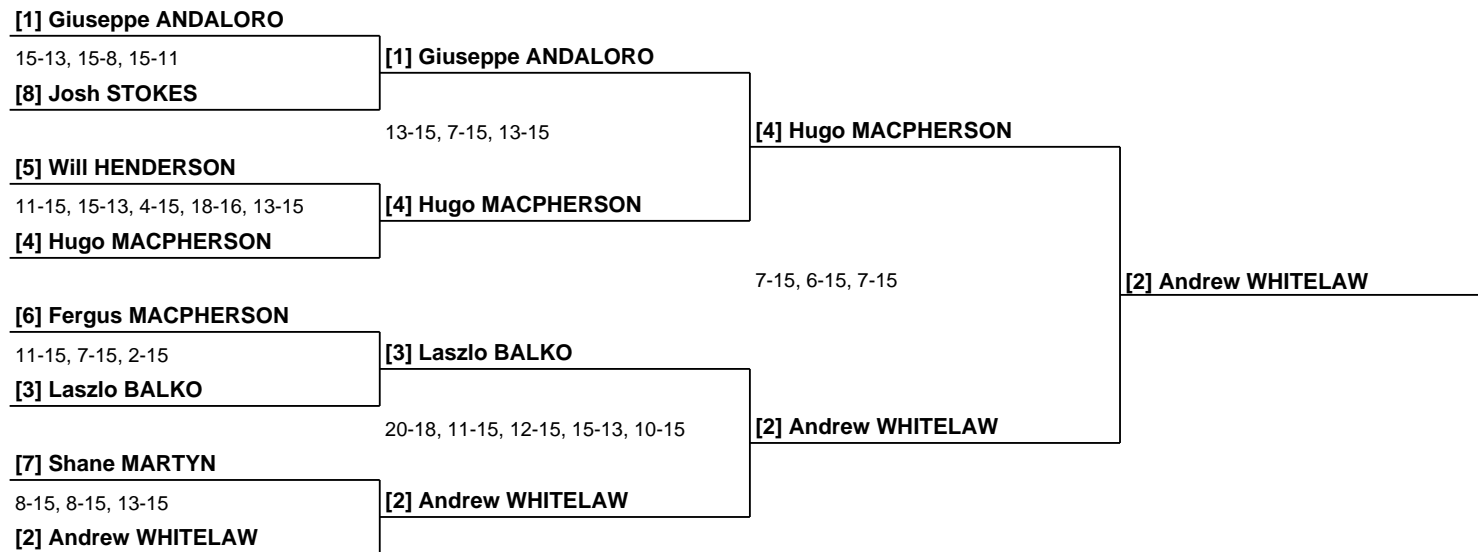 [1] Giuseppe ANDALORO
15-13, 15-8, 15-11
[1] Giuseppe ANDALORO
[8] Josh STOKES
13-15, 7-15, 13-15
[4] Hugo MACPHERSON
[5] Will HENDERSON
11-15, 15-13, 4-15, 18-16, 13-15
[4] Hugo MACPHERSON
[4] Hugo MACPHERSON
7-15, 6-15, 7-15
[2] Andrew WHITELAW
[6] Fergus MACPHERSON
11-15, 7-15, 2-15
[3] Laszlo BALKO
[3] Laszlo BALKO
20-18, 11-15, 12-15, 15-13, 10-15
[2] Andrew WHITELAW
[7] Shane MARTYN
8-15, 8-15, 13-15
[2] Andrew WHITELAW
[2] Andrew WHITELAW